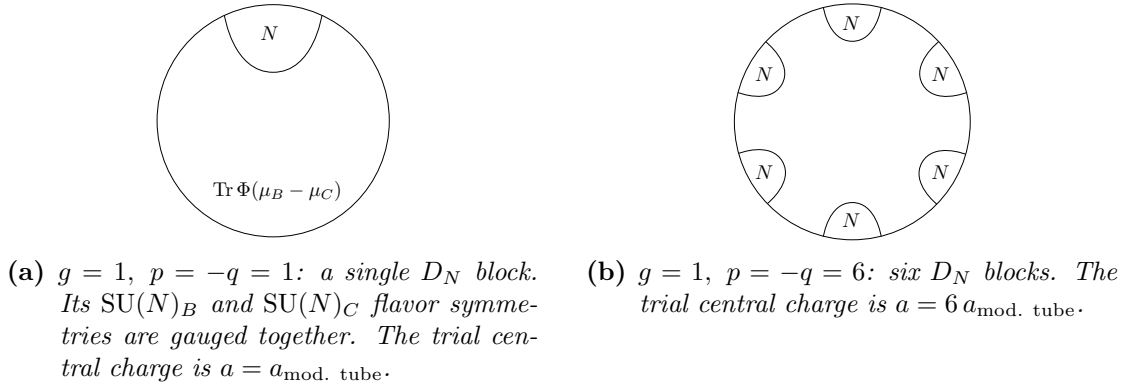 N
Tr Φ(μ_B − μ_C)
(a) g = 1, p = −q = 1: a single D_N block.
Its SU(N)_B and SU(N)_C flavor symme-
tries are gauged together. The trial cen-
tral charge is a = a_mod. tube.
N
N
N
N
N
N
(b) g = 1, p = −q = 6: six D_N blocks. The
trial central charge is a = 6 a_mod. tube.